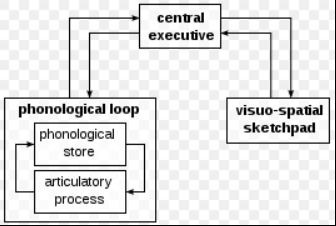 central
executive
phonological loop
phonological
store
articulatory
process
visuo-spatial
sketchpad